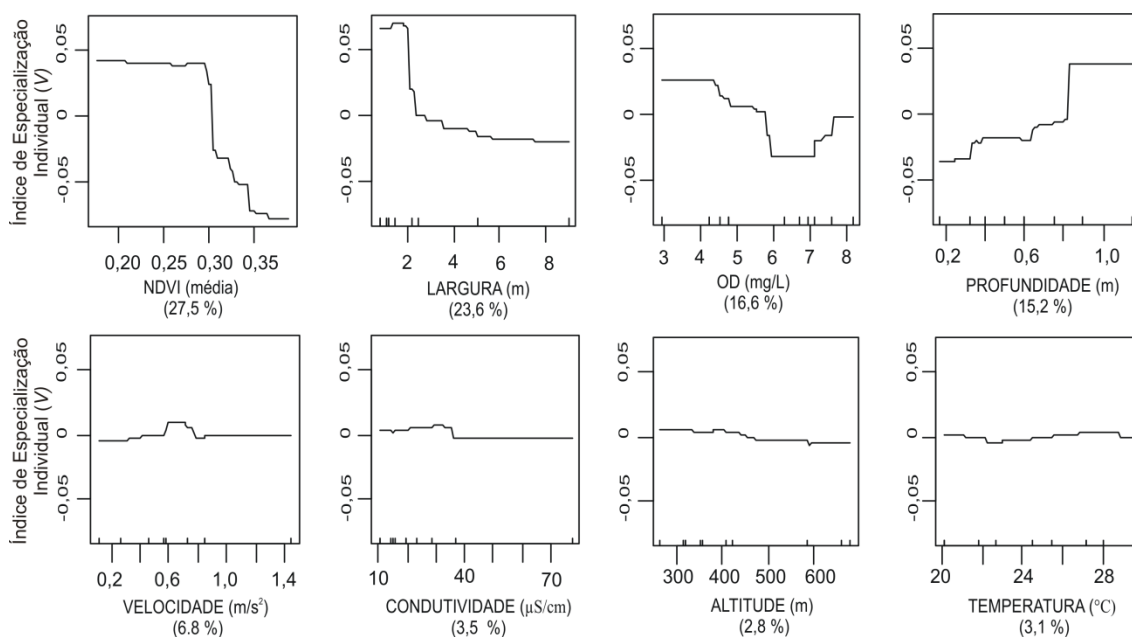 Índice de Especialização
Individual (V)
0,05
0
-0,05
0,20 0,25 0,30 0,35
NDVI (média)
(27,5 %)
0,05
0
-0,05
2 4 6 8
LARGURA (m)
(23,6 %)
0,05
0
-0,05
3 4 5 6 7 8
OD (mg/L)
(16,6 %)
0,05
0
-0,05
0.2 0.6 1,0
PROFUNDIDADE (m)
(15,2 %)
Índice de Especialização
Individual (V)
0,05
0
-0,05
0,2 0,6 1,0 1,4
VELOCIDADE (m/s²)
(6.8 %)
0,05
0
-0,05
10 40 70
CONDUTIVIDADE (µS/cm)
(3,5 %)
0,05
0
-0,05
300 400 500 600
ALTITUDE (m)
(2,8 %)
0,05
0
-0,05
20 24 28
TEMPERATURA (°C)
(3,1 %)